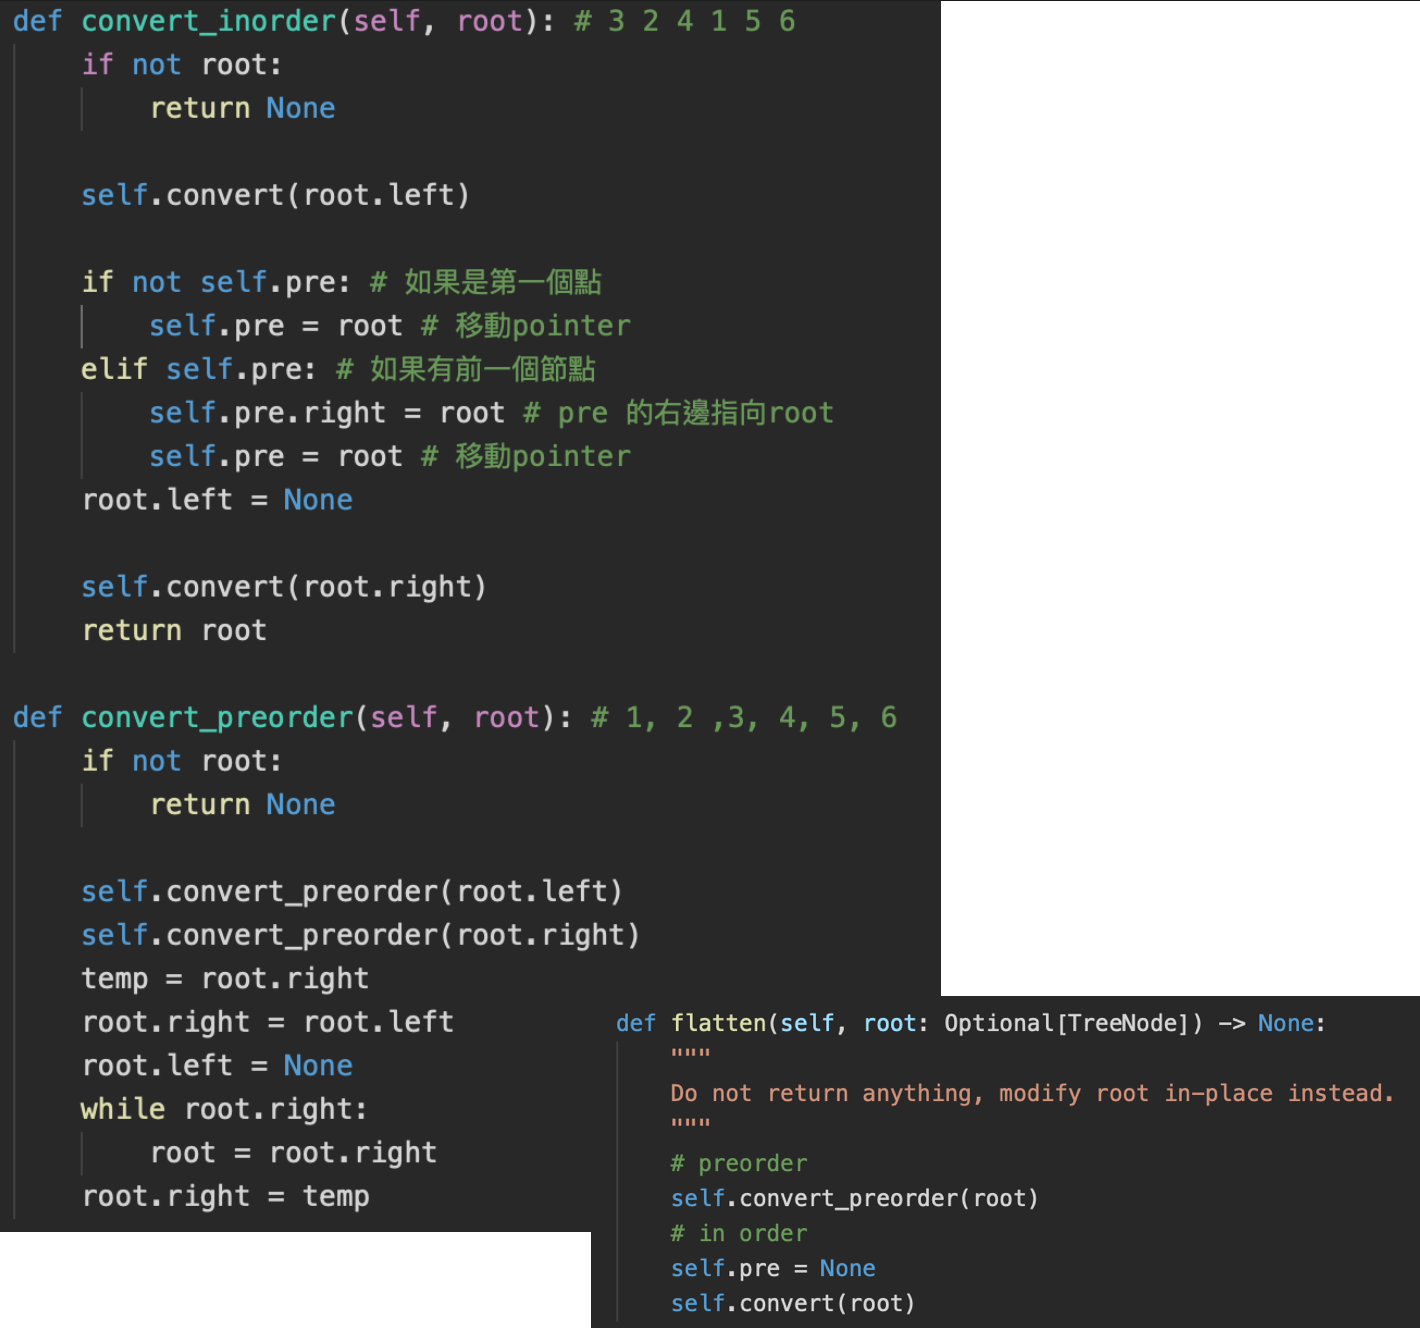 def convert_inorder(self, root): # 3 2 4 1 5 6
if not root:
return None
self.convert(root.left)
if not self.pre: # 如果是第一個點
self.pre = root # 移動pointer
elif self.pre: # 如果有前一個節點
self.pre.right = root # pre 的右邊指向root
self.pre = root # 移動pointer
root.left = None
self.convert(root.right)
return root
def convert_preorder(self, root): # 1, 2 ,3, 4, 5, 6
if not root:
return None
self.convert_preorder(root.left)
self.convert_preorder(root.right)
temp = root.right
root.right = root.left
root.left = None
while root.right:
root = root.right
root.right = temp
def flatten(self, root: Optional[TreeNode]) -> None:
"""
Do not return anything, modify root in-place instead.
"""
# preorder
self.convert_preorder(root)
# in order
self.pre = None
self.convert(root)